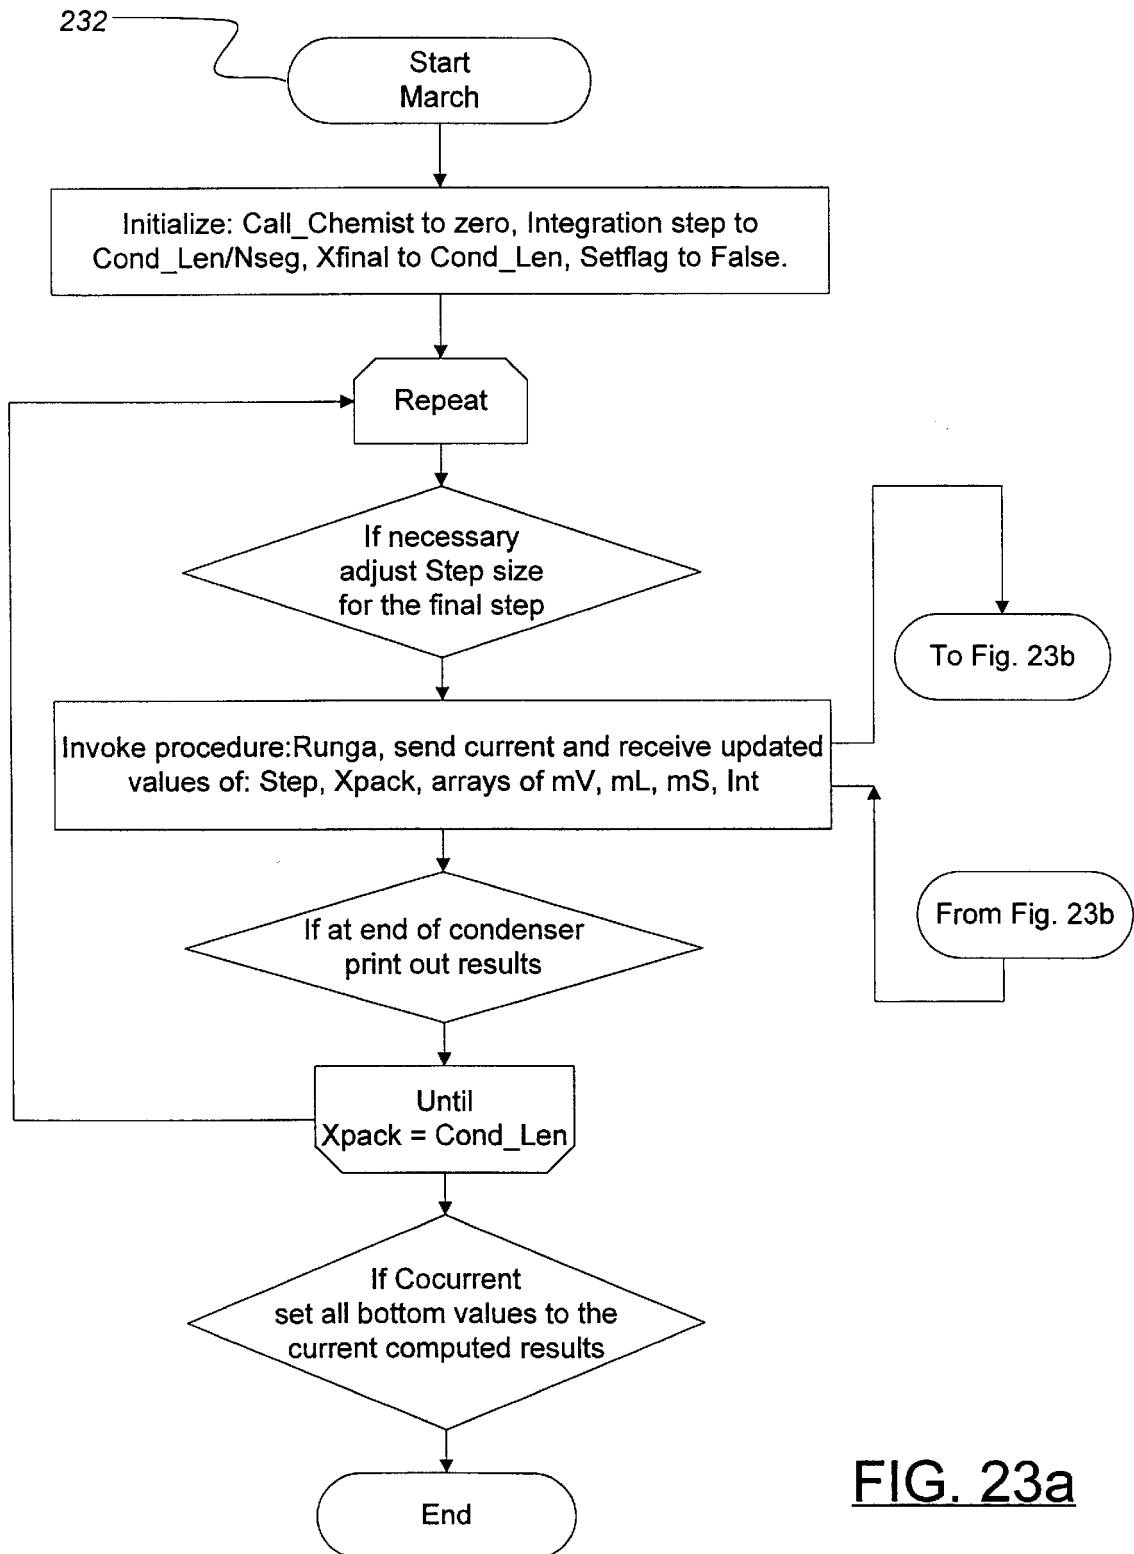 232
Start
March
Initialize: Call_Chemist to zero, Integration step to
Cond_Len/Nseg, Xfinal to Cond_Len, Setflag to False.
Repeat
If necessary
adjust Step size
for the final step
To Fig. 23b
Invoke procedure:Runga, send current and receive updated
values of: Step, Xpack, arrays of mV, mL, mS, Int
From Fig. 23b
If at end of condenser
print out results
Until
Xpack = Cond_Len
If Cocurrent
set all bottom values to the
current computed results
End
FIG. 23a